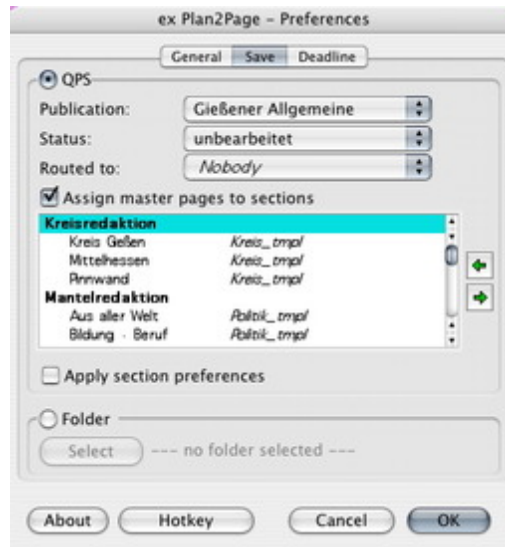 ex Plan2Page – Preferences
General Save Deadline
QPS
Publication: Gießener Allgemeine
Status: unbearbeitet
Routed to: Nobody
Assign master pages to sections
Kreisredaktion
Kreis Geßen Kreis_tmpl
Mittelhessen Kreis_tmpl
Pinnwand Kreis_tmpl
Mantelredaktion
Aus aller Welt Politik_tmpl
Bildung - Beruf Politik_tmpl
Apply section preferences
Folder
Select --- no folder selected ---
About Hotkey Cancel OK